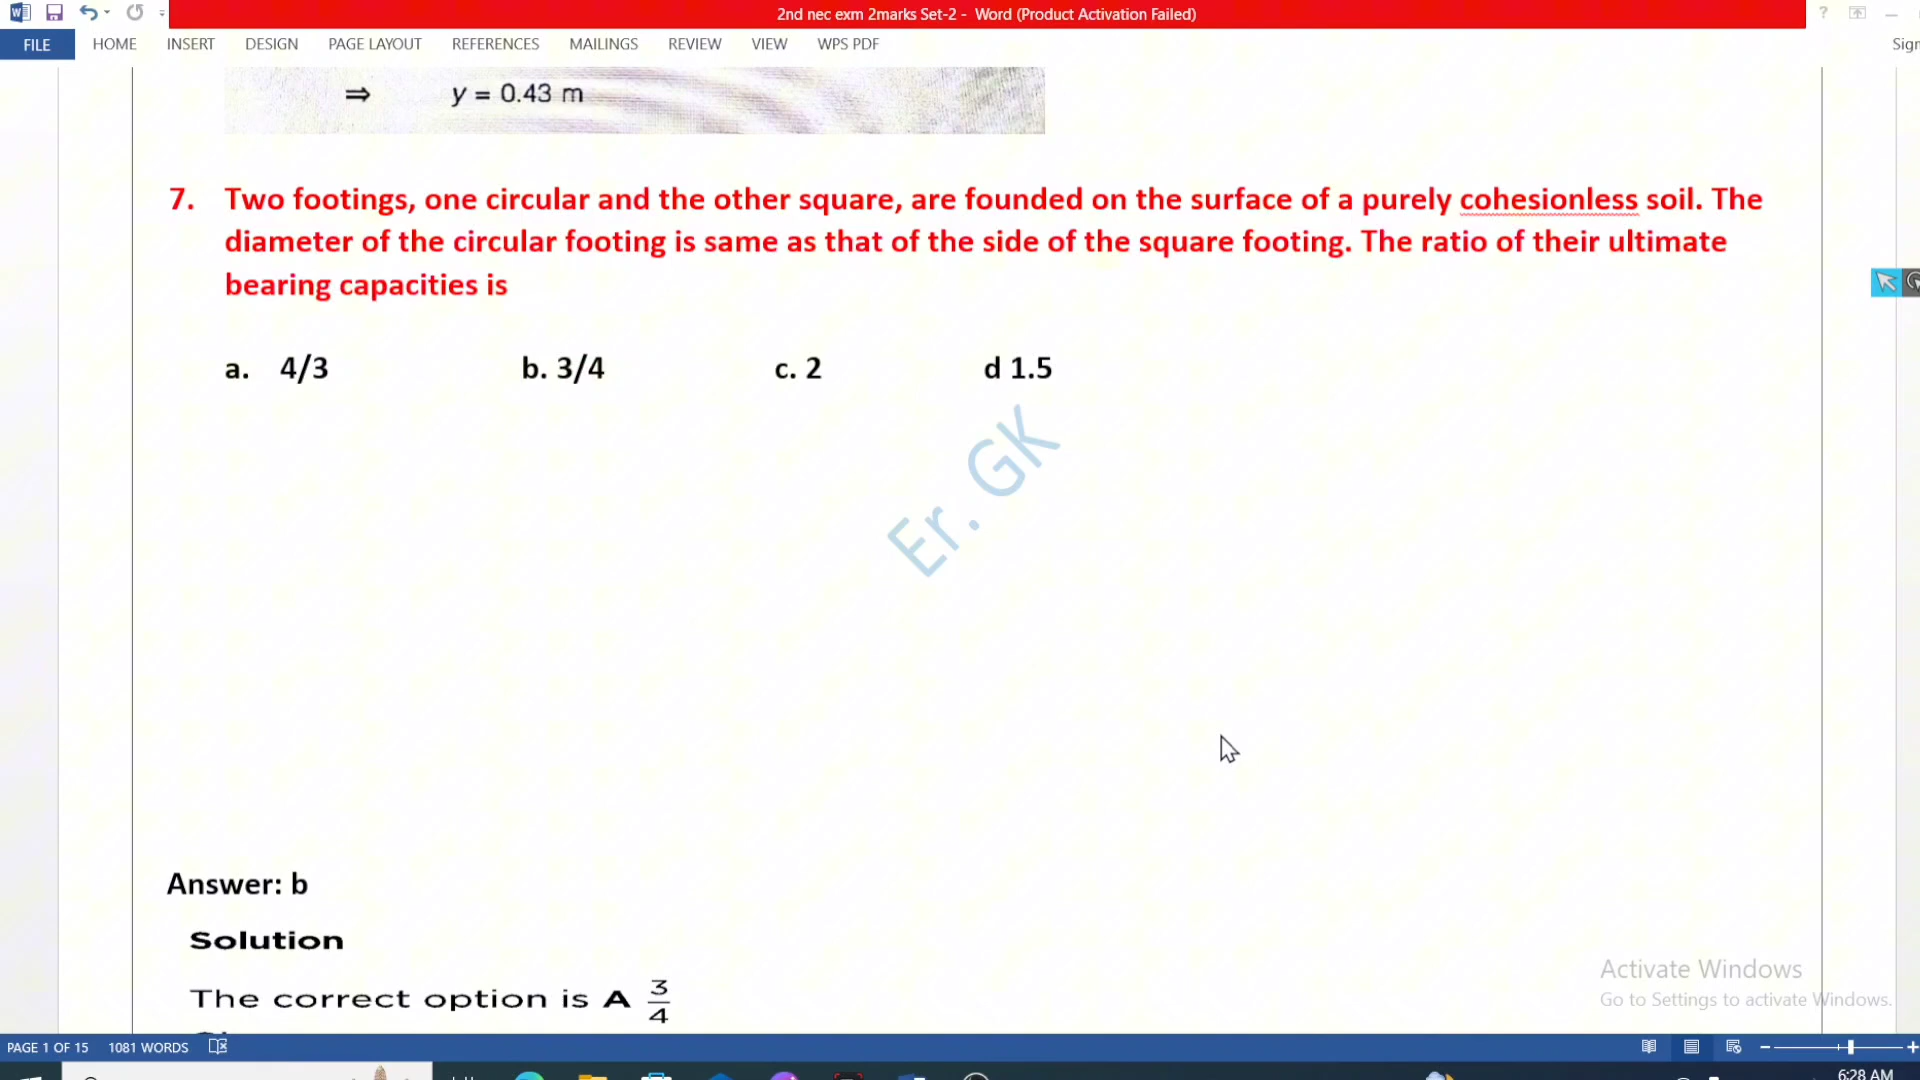 2nd nec exm 2marks Set-2 - Word (Product Activation Failed)
FILE HOME INSERT DESIGN PAGE LAYOUT REFERENCES MAILINGS REVIEW VIEW WPS PDF
⇒ y = 0.43 m
7. Two footings, one circular and the other square, are founded on the surface of a purely cohesionless soil. The
diameter of the circular footing is same as that of the side of the square footing. The ratio of their ultimate
bearing capacities is
a. 4/3 b. 3/4 c. 2 d 1.5
Er. GK
Answer: b
Solution
The correct option is A 3/4
Activate Windows
Go to Settings to activate Windows.
PAGE 1 OF 15 1081 WORDS
6:28 AM